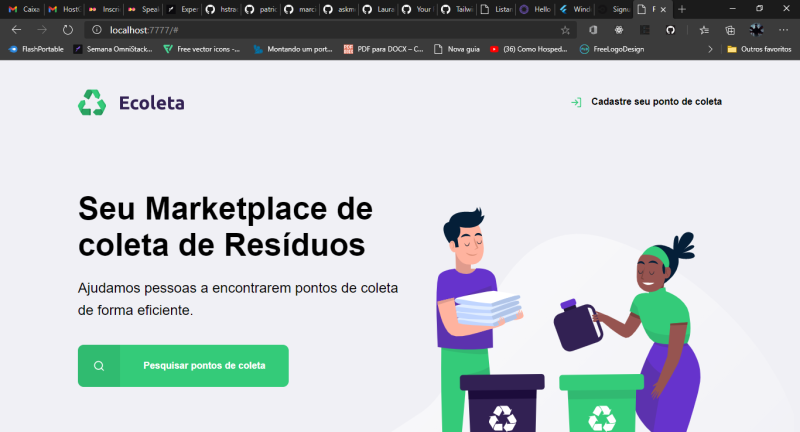 Caixa
Host
Inscri
Spea
Exper
hstra
patric
marc
askm
Laura
Your
Tailw
Listar
Hello
Wind
Signu
localhost:7777/#
FlashPortable
Semana OmniStack...
Free vector icons -...
Montando um port...
PDF para DOCX – C...
Nova guia
(36) Como Hosped...
FreeLogoDesign
Outros favoritos
Ecoleta
Cadastre seu ponto de coleta
Seu Marketplace de
coleta de Resíduos
Ajudamos pessoas a encontrarem pontos de coleta
de forma eficiente.
Pesquisar pontos de coleta